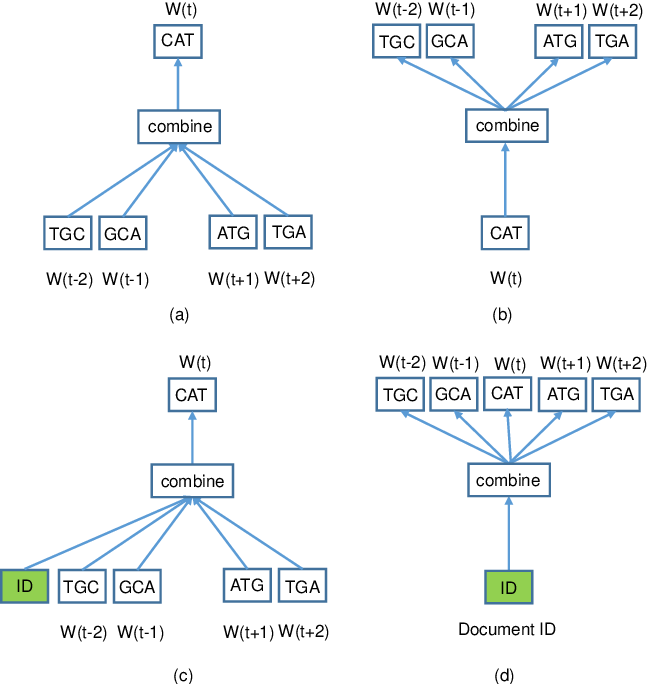 W(t)
CAT
combine
TGC GCA ATG TGA
W(t-2) W(t-1) W(t+1) W(t+2)
(a)
W(t-2) W(t-1) W(t+1) W(t+2)
TGC GCA ATG TGA
combine
CAT
W(t)
(b)
W(t)
CAT
combine
ID TGC GCA ATG TGA
W(t-2) W(t-1) W(t+1) W(t+2)
(c)
W(t-2) W(t-1) W(t) W(t+1) W(t+2)
TGC GCA CAT ATG TGA
combine
ID
Document ID
(d)